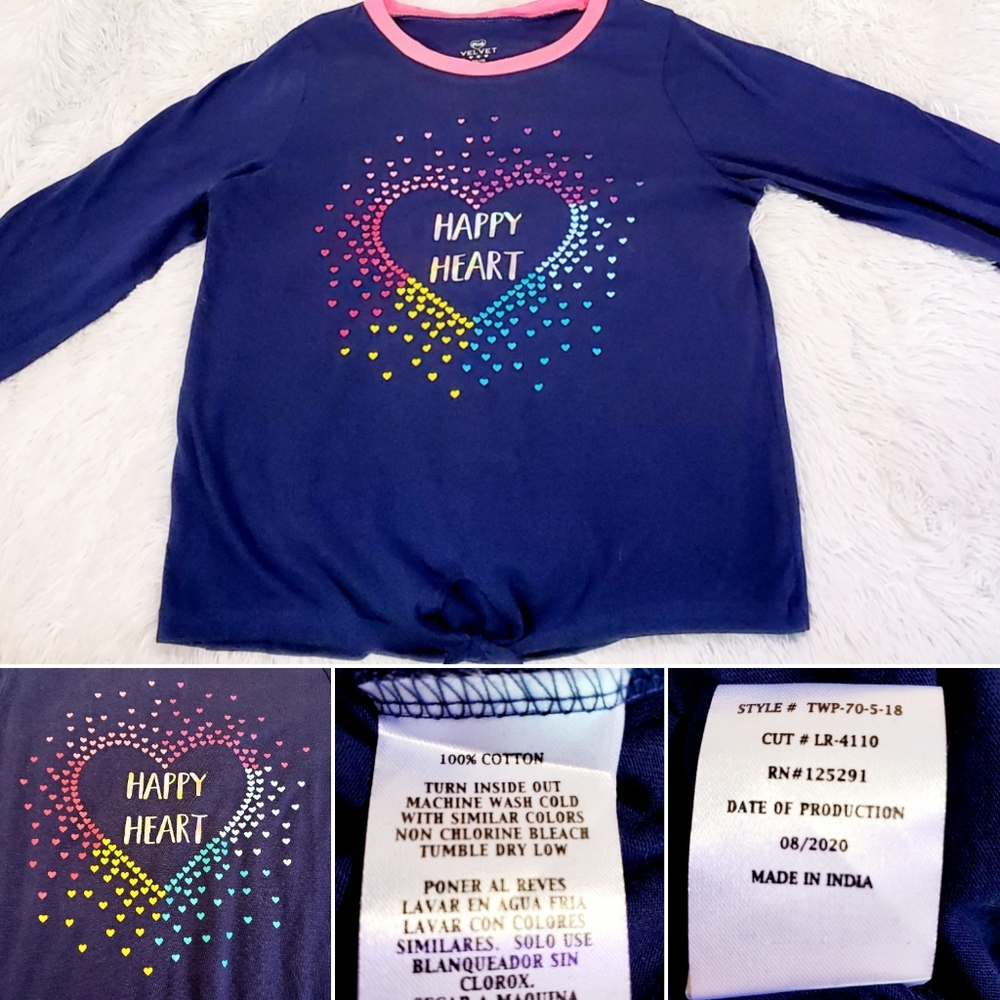 VELVET
HAPPY
HEART
HAPPY
HEART
100% COTTON
TURN INSIDE OUT
MACHINE WASH COLD
WITH SIMILAR COLORS
NON CHLORINE BLEACH
TUMBLE DRY LOW
PONER AL REVES
LAVAR EN AGUA FRIA
LAVAR CON COLORES
SIMILARES. SOLO USE
BLANQUEADOR SIN
CLOROX.
SECAR A MAQUINA
STYLE # TWP-70-5-18
CUT # LR-4110
RN#125291
DATE OF PRODUCTION
08/2020
MADE IN INDIA